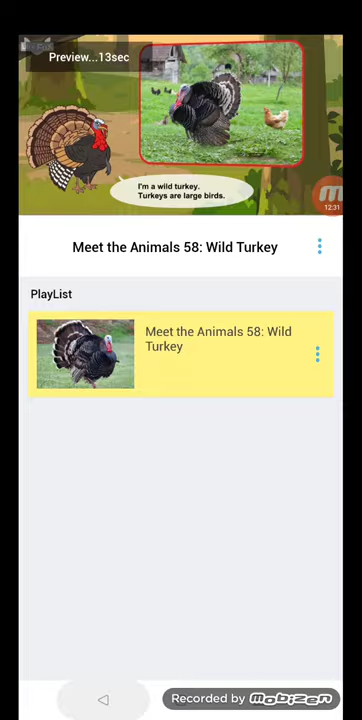 Preview...13sec
I'm a wild turkey.
Turkeys are large birds.
12:31
Meet the Animals 58: Wild Turkey
PlayList
Meet the Animals 58: Wild
Turkey
Recorded by mobizen